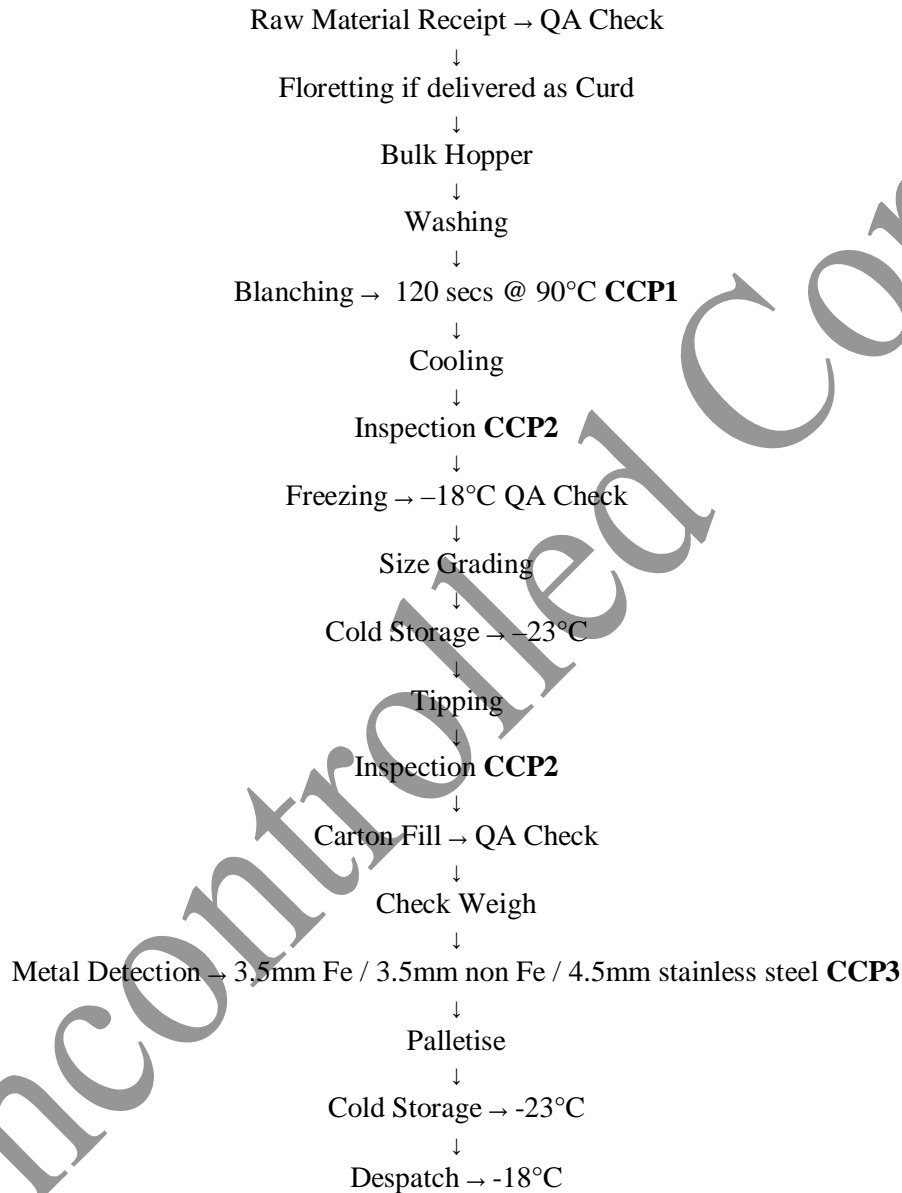 Raw Material Receipt → QA Check
↓
Floretting if delivered as Curd
↓
Bulk Hopper
↓
Washing
↓
Blanching → 120 secs @ 90°C CCP1
↓
Cooling
↓
Inspection CCP2
↓
Freezing → –18°C QA Check
↓
Size Grading
↓
Cold Storage → –23°C
↓
Tipping
↓
Inspection CCP2
↓
Carton Fill → QA Check
↓
Check Weigh
↓
Metal Detection → 3.5mm Fe / 3.5mm non Fe / 4.5mm stainless steel CCP3
↓
Palletise
↓
Cold Storage → -23°C
↓
Despatch → -18°C
ncontrolled Co